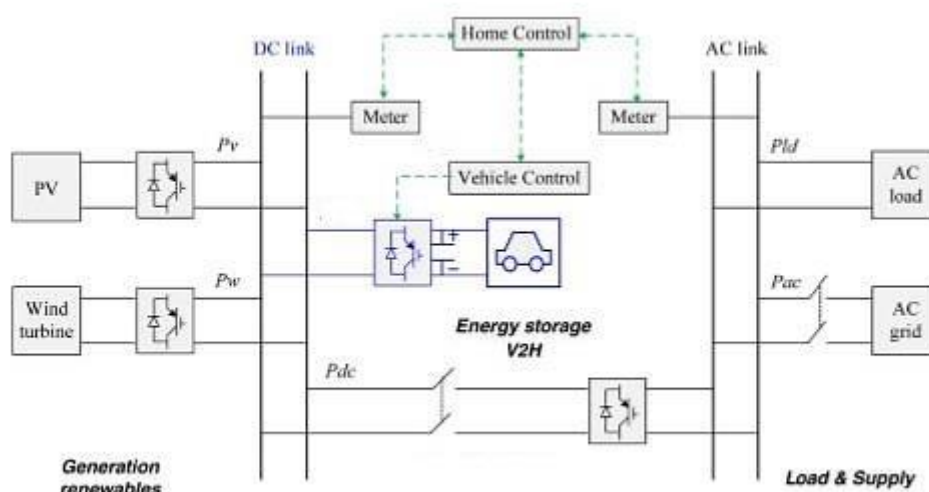 Home Control
DC link
AC link
Meter
Meter
Pv
Pld
PV
Vehicle Control
AC
load
+
−
Pw
Pac
Wind
turbine
AC
grid
Energy storage
V2H
Pdc
Generation
renewables
Load & Supply